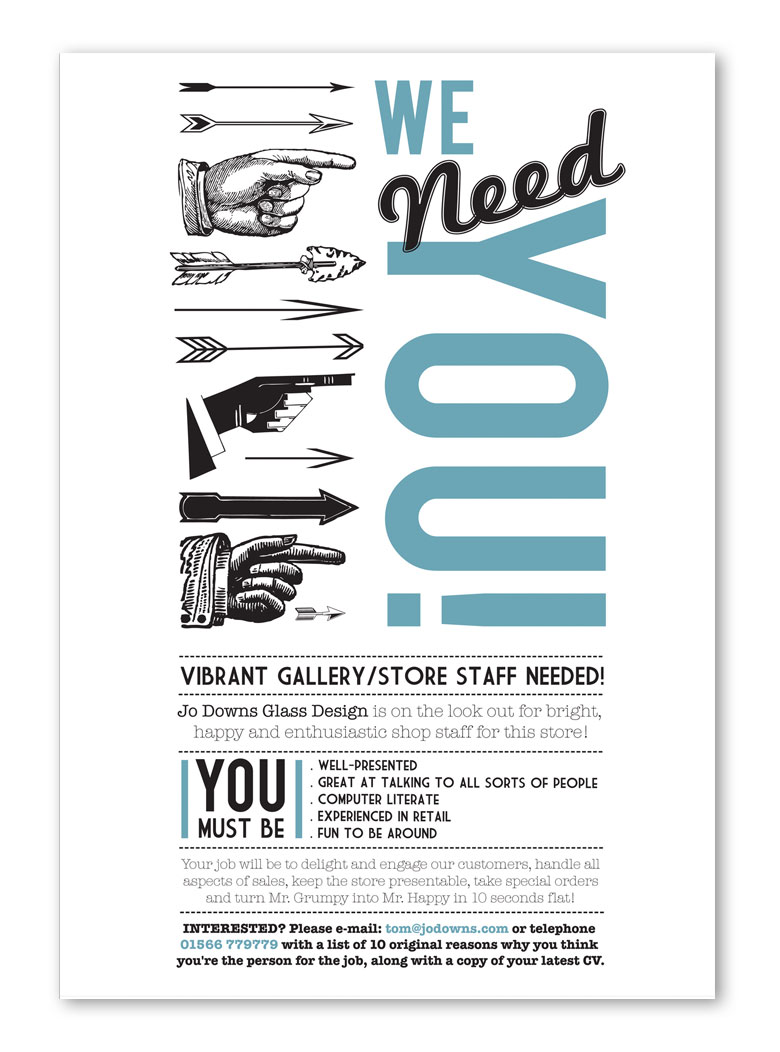 WE
Need
YOU!
VIBRANT GALLERY/STORE STAFF NEEDED!
Jo Downs Glass Design is on the look out for bright,
happy and enthusiastic shop staff for this store!
YOU
MUST BE
. WELL-PRESENTED
. GREAT AT TALKING TO ALL SORTS OF PEOPLE
. COMPUTER LITERATE
. EXPERIENCED IN RETAIL
. FUN TO BE AROUND
Your job will be to delight and engage our customers, handle all
aspects of sales, keep the store presentable, take special orders
and turn Mr. Grumpy into Mr. Happy in 10 seconds flat!
INTERESTED? Please e-mail: tom@jodowns.com or telephone
01566 779779 with a list of 10 original reasons why you think
you're the person for the job, along with a copy of your latest CV.